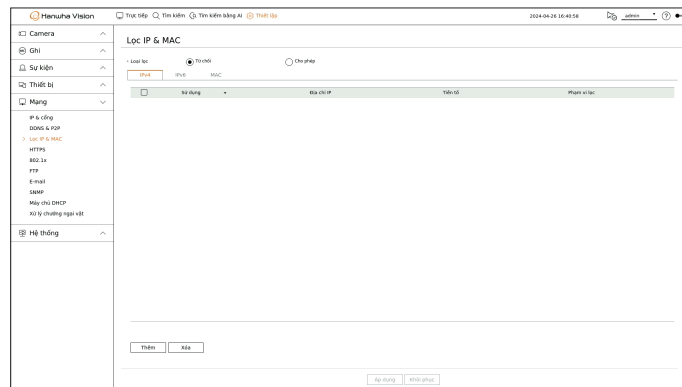 Hanwha Vision
Trực tiếp Tìm kiếm Tìm kiếm bằng AI Thiết lập
2024-04-26 16:40:58 admin
Camera
Ghi
Sự kiện
Thiết bị
Mạng
IP & cổng
DDNS & P2P
Lọc IP & MAC
HTTPS
802.1x
FTP
E-mail
SNMP
Máy chủ DHCP
Xử lý chướng ngại vật
Hệ thống
Lọc IP & MAC
Loại lọc Từ chối Cho phép
IPv4 IPv6 MAC
Sử dụng Địa chỉ IP Tiền tố Phạm vi lọc
Thêm Xóa
Áp dụng Khôi phục